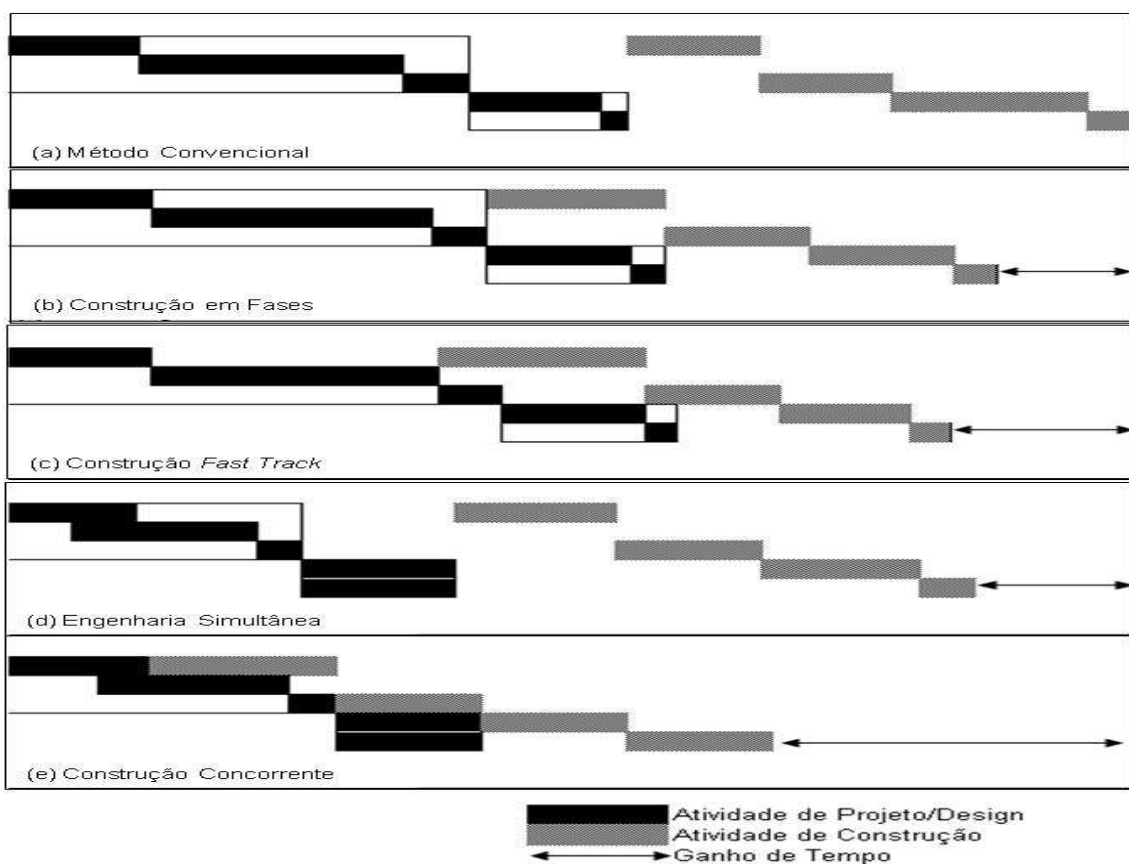 (a) Método Convencional
(b) Construção em Fases
(c) Construção Fast Track
(d) Engenharia Simultânea
(e) Construção Concorrente
Atividade de Projeto/Design
Atividade de Construção
Ganho de Tempo